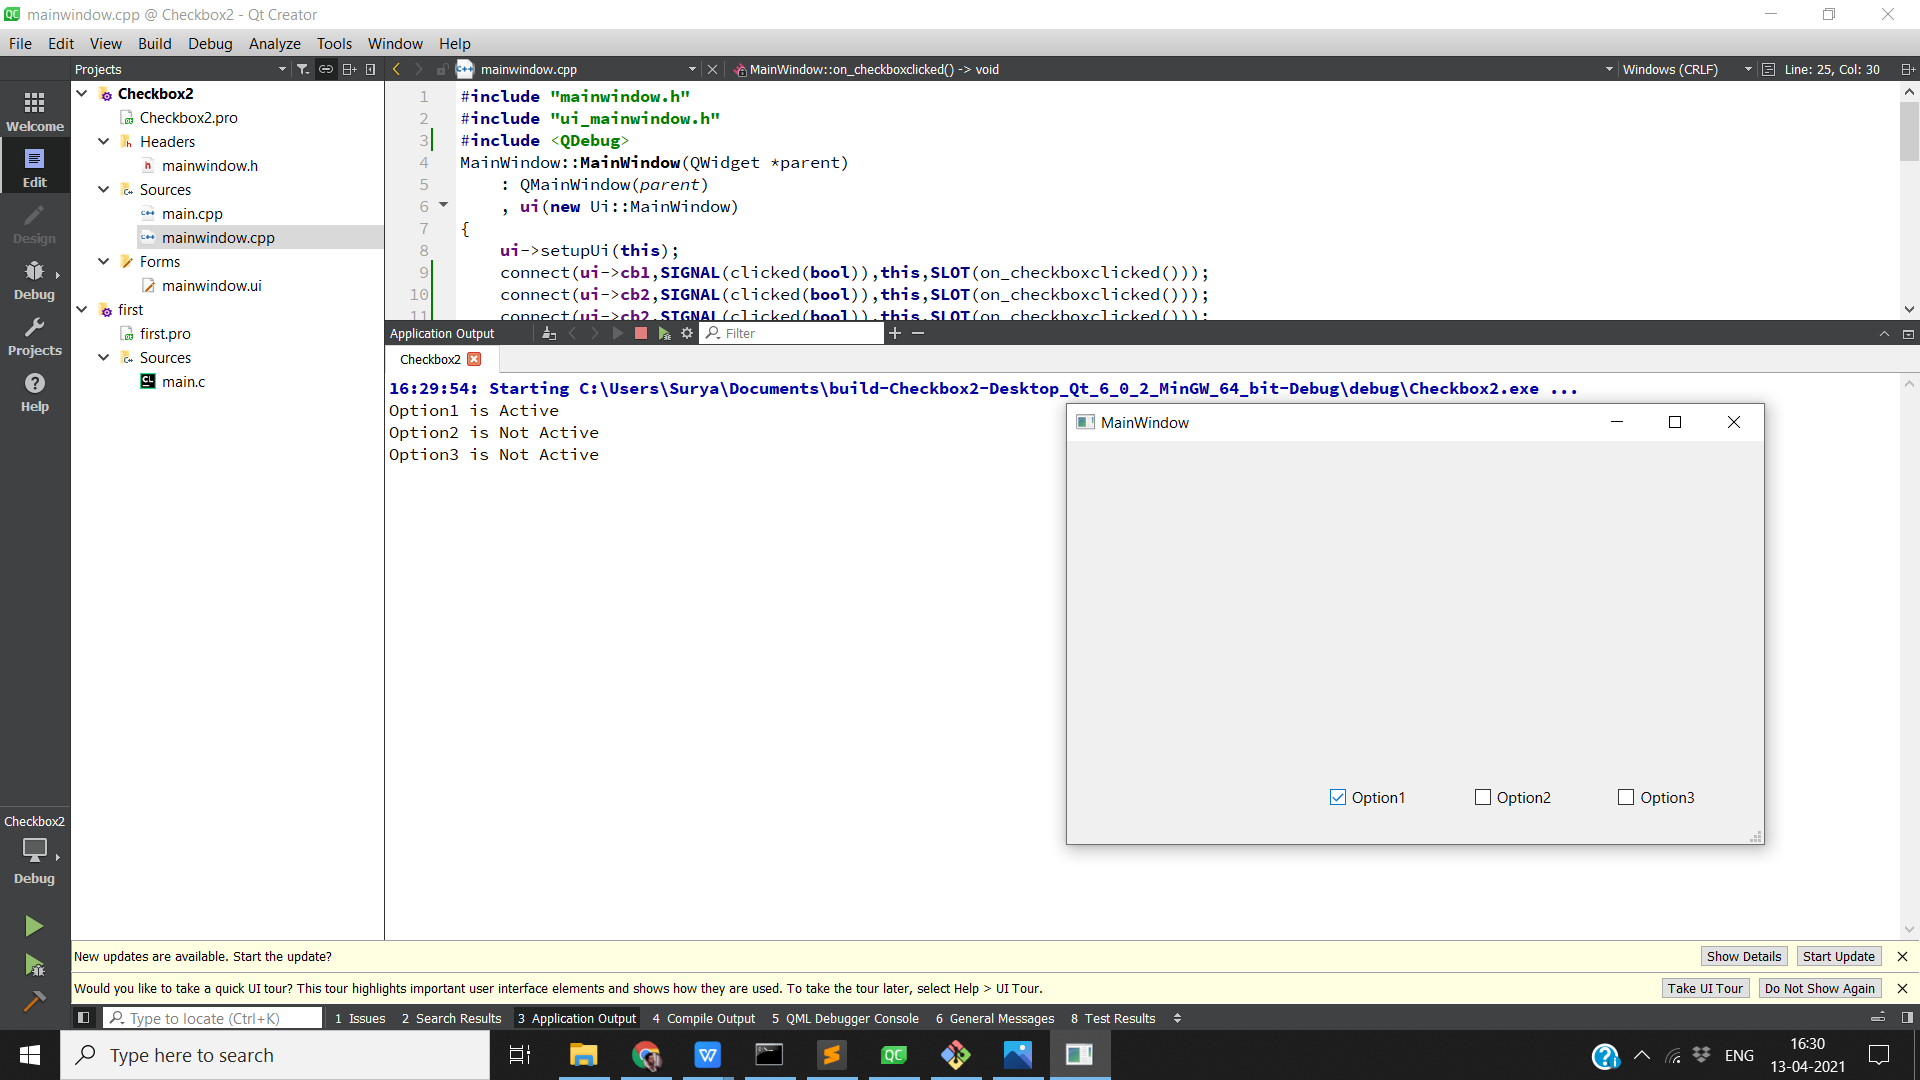 mainwindow.cpp @ Checkbox2 - Qt Creator
File Edit View Build Debug Analyze Tools Window Help
Projects
mainwindow.cpp
MainWindow::on_checkboxclicked() -> void
Windows (CRLF)
Line: 25, Col: 30
Welcome
Edit
Design
Debug
Projects
Help
Checkbox2
Checkbox2.pro
Headers
mainwindow.h
Sources
main.cpp
mainwindow.cpp
Forms
mainwindow.ui
first
first.pro
Sources
main.c
1 #include "mainwindow.h"
2 #include "ui_mainwindow.h"
3 #include <QDebug>
4 MainWindow::MainWindow(QWidget *parent)
5 : QMainWindow(parent)
6 , ui(new Ui::MainWindow)
7 {
8 ui->setupUi(this);
9 connect(ui->cb1,SIGNAL(clicked(bool)),this,SLOT(on_checkboxclicked()));
10 connect(ui->cb2,SIGNAL(clicked(bool)),this,SLOT(on_checkboxclicked()));
11 connect(ui->cb2,SIGNAL(clicked(bool)),this,SLOT(on_checkboxclicked()));
Application Output
Filter
Checkbox2
16:29:54: Starting C:\Users\Surya\Documents\build-Checkbox2-Desktop_Qt_6_0_2_MinGW_64_bit-Debug\debug\Checkbox2.exe ...
Option1 is Active
Option2 is Not Active
Option3 is Not Active
MainWindow
Option1 Option2 Option3
Checkbox2
Debug
New updates are available. Start the update?
Show Details Start Update
Would you like to take a quick UI tour? This tour highlights important user interface elements and shows how they are used. To take the tour later, select Help > UI Tour.
Take UI Tour Do Not Show Again
Type to locate (Ctrl+K)
1 Issues 2 Search Results 3 Application Output 4 Compile Output 5 QML Debugger Console 6 General Messages 8 Test Results
Type here to search
ENG
16:30
13-04-2021